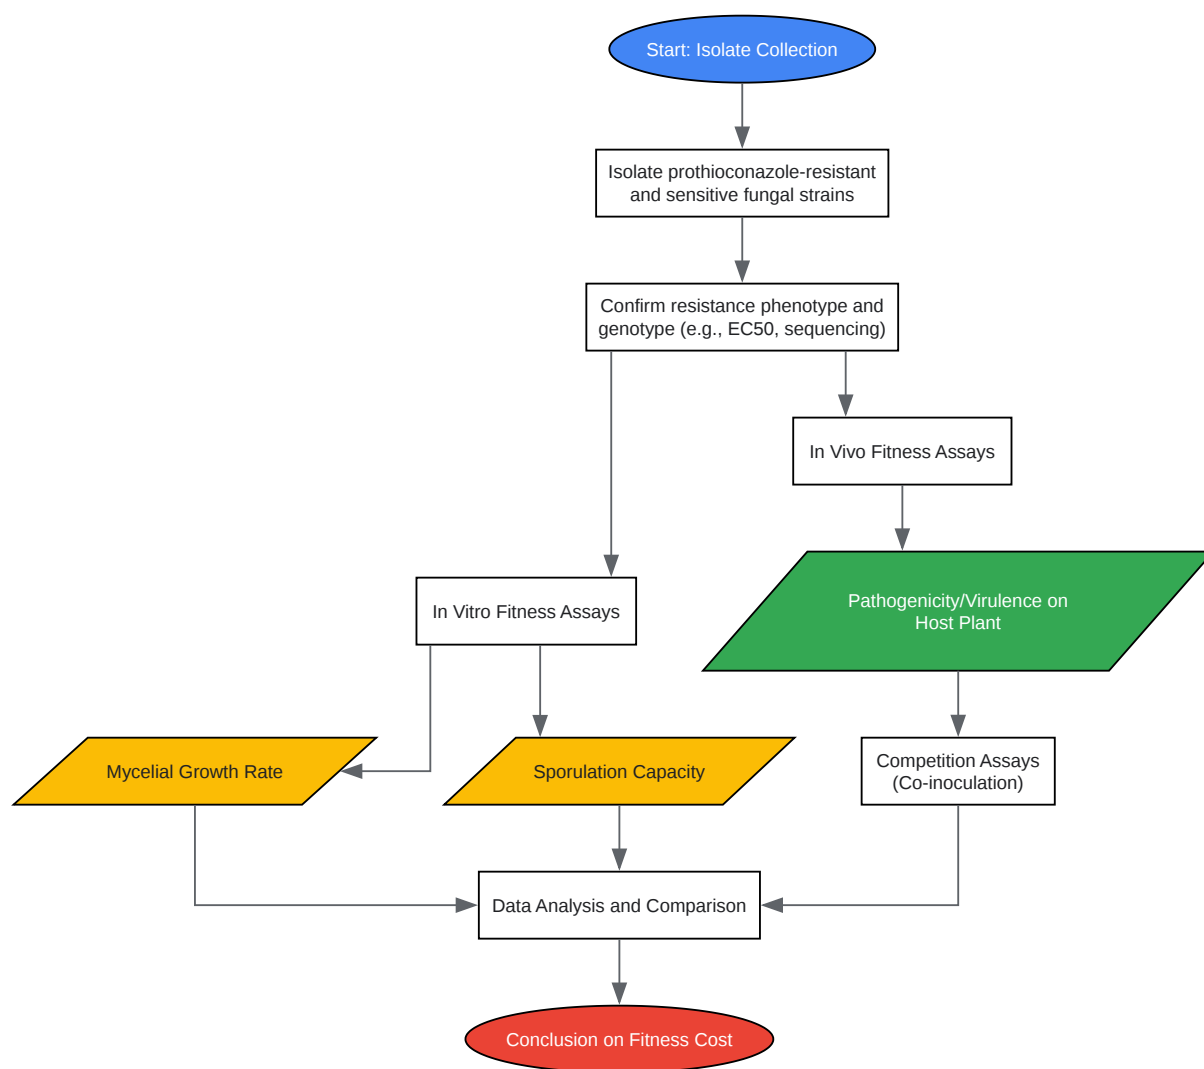 Start: Isolate Collection
Isolate prothioconazole-resistant
and sensitive fungal strains
Confirm resistance phenotype and
genotype (e.g., EC50, sequencing)
In Vivo Fitness Assays
Pathogenicity/Virulence on
Host Plant
In Vitro Fitness Assays
Mycelial Growth Rate
Sporulation Capacity
Competition Assays
(Co-inoculation)
Data Analysis and Comparison
Conclusion on Fitness Cost